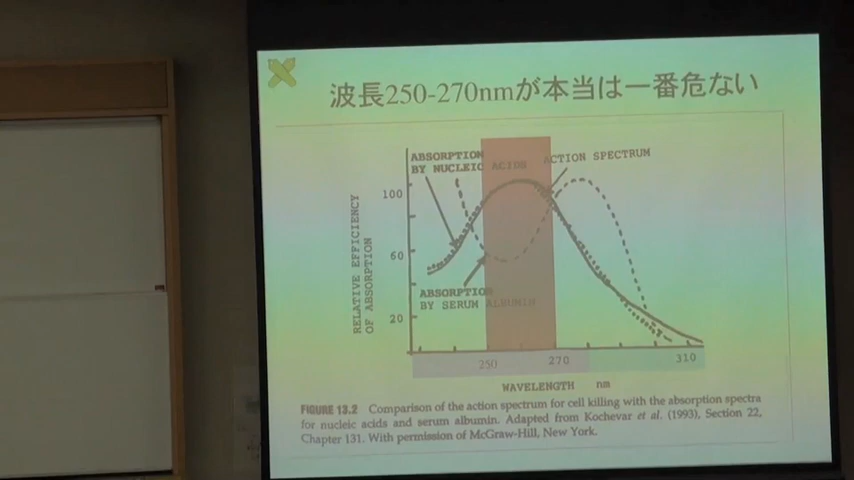 波長250-270nmが本当は一番危ない
ABSORPTION
BY NUCLEIC ACIDS
ACTION SPECTRUM
RELATIVE EFFICIENCY
OF ABSORPTION
100
60
20
ABSORPTION
BY SERUM ALBUMIN
250
270
310
WAVELENGTH nm
FIGURE 13.2 Comparison of the action spectrum for cell killing with the absorption spectra
for nucleic acids and serum albumin. Adapted from Kochevar et al. (1993), Section 22,
Chapter 131. With permission of McGraw-Hill, New York.